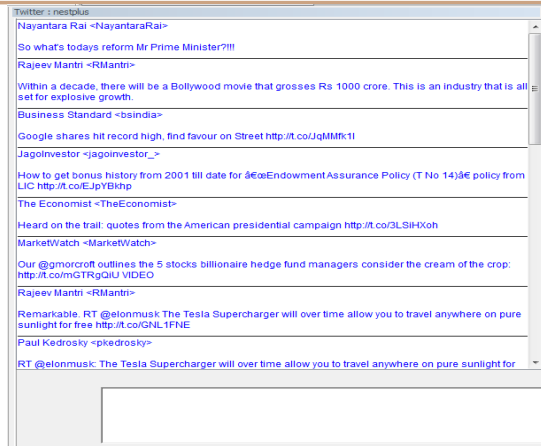 Twitter : nestplus
Nayantara Rai <NayantaraRai>
So what's todays reform Mr Prime Minister?!!!
Rajeev Mantri <RMantri>
Within a decade, there will be a Bollywood movie that grosses Rs 1000 crore. This is an industry that is all
set for explosive growth.
Business Standard <bsindia>
Google shares hit record high, find favour on Street http://t.co/JqMMfk1l
JagoInvestor <jagoinvestor_>
How to get bonus history from 2001 till date for â€œEndowment Assurance Policy (T No 14)â€ policy from
LIC http://t.co/EJpYBkhp
The Economist <TheEconomist>
Heard on the trail: quotes from the American presidential campaign http://t.co/3LSiHXoh
MarketWatch <MarketWatch>
Our @gmorcroft outlines the 5 stocks billionaire hedge fund managers consider the cream of the crop:
http://t.co/mGTRgQiU VIDEO
Rajeev Mantri <RMantri>
Remarkable. RT @elonmusk The Tesla Supercharger will over time allow you to travel anywhere on pure
sunlight for free http://t.co/GNL1FNE
Paul Kedrosky <pkedrosky>
RT @elonmusk: The Tesla Supercharger will over time allow you to travel anywhere on pure sunlight for